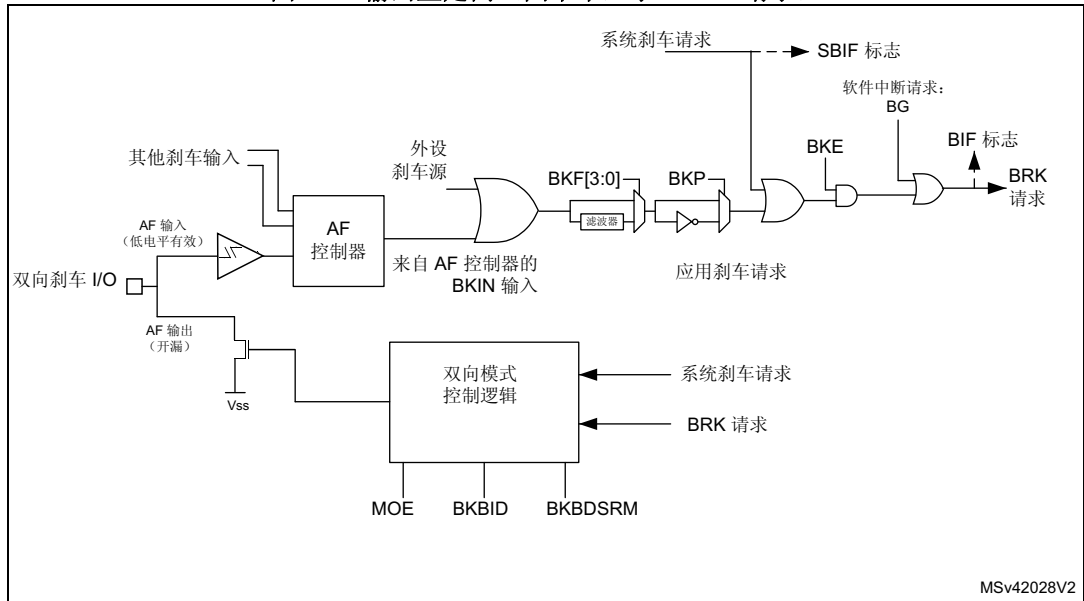 系统刹车请求
SBIF 标志
软件中断请求：
BG
BIF 标志
BKE
BRK
请求
其他刹车输入
外设
刹车源
BKF[3:0]
BKP
滤波器
AF 输入
（低电平有效）
AF
控制器
来自 AF 控制器的
BKIN 输入
应用刹车请求
双向刹车 I/O
AF 输出
（开漏）
Vss
双向模式
控制逻辑
系统刹车请求
BRK 请求
MOE
BKBID
BKBDSRM
MSv42028V2